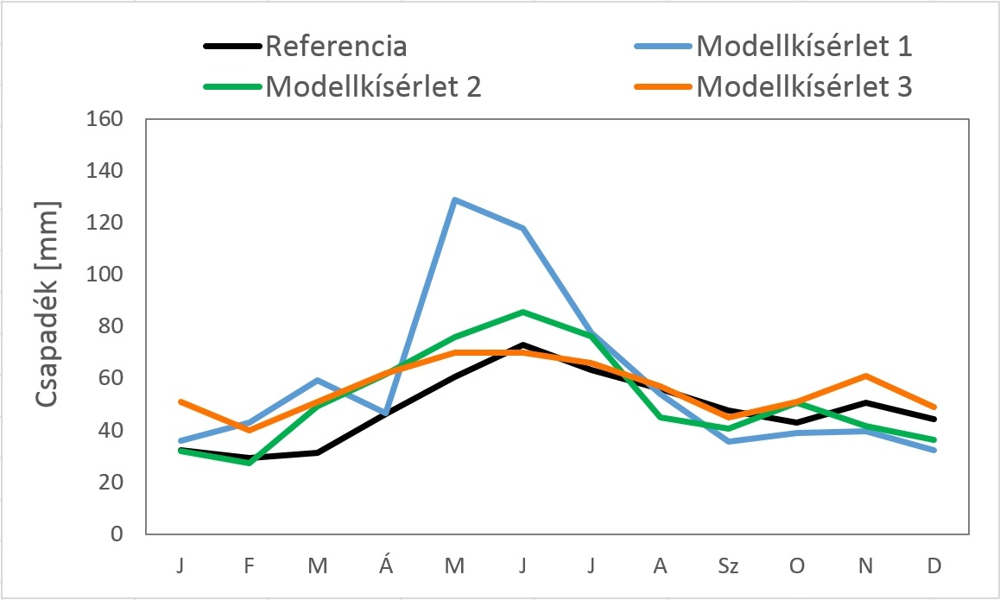 Referencia Modellkísérlet 1
Modellkísérlet 2 Modellkísérlet 3
Csapadék [mm]
160
140
120
100
80
60
40
20
0
J F M Á M J J A Sz O N D